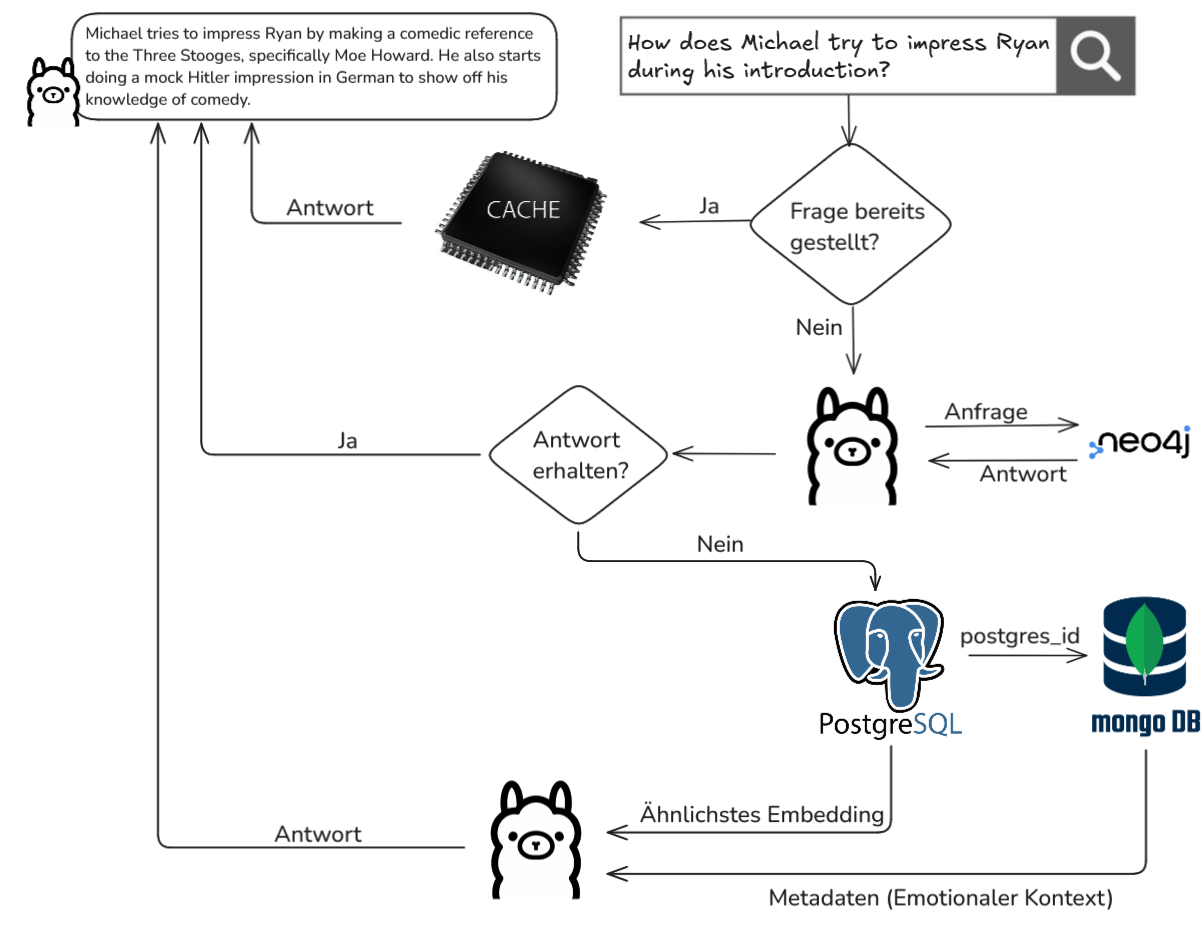 Michael tries to impress Ryan by making a comedic reference
to the Three Stooges, specifically Moe Howard. He also starts
doing a mock Hitler impression in German to show off his
knowledge of comedy.
How does Michael try to impress Ryan
during his introduction?
CACHE
Antwort
Ja
Frage bereits
gestellt?
Nein
Anfrage
neo4j
Antwort
Antwort
erhalten?
Ja
Nein
postgres_id
PostgreSQL
mongo DB
Ähnlichstes Embedding
Antwort
Metadaten (Emotionaler Kontext)